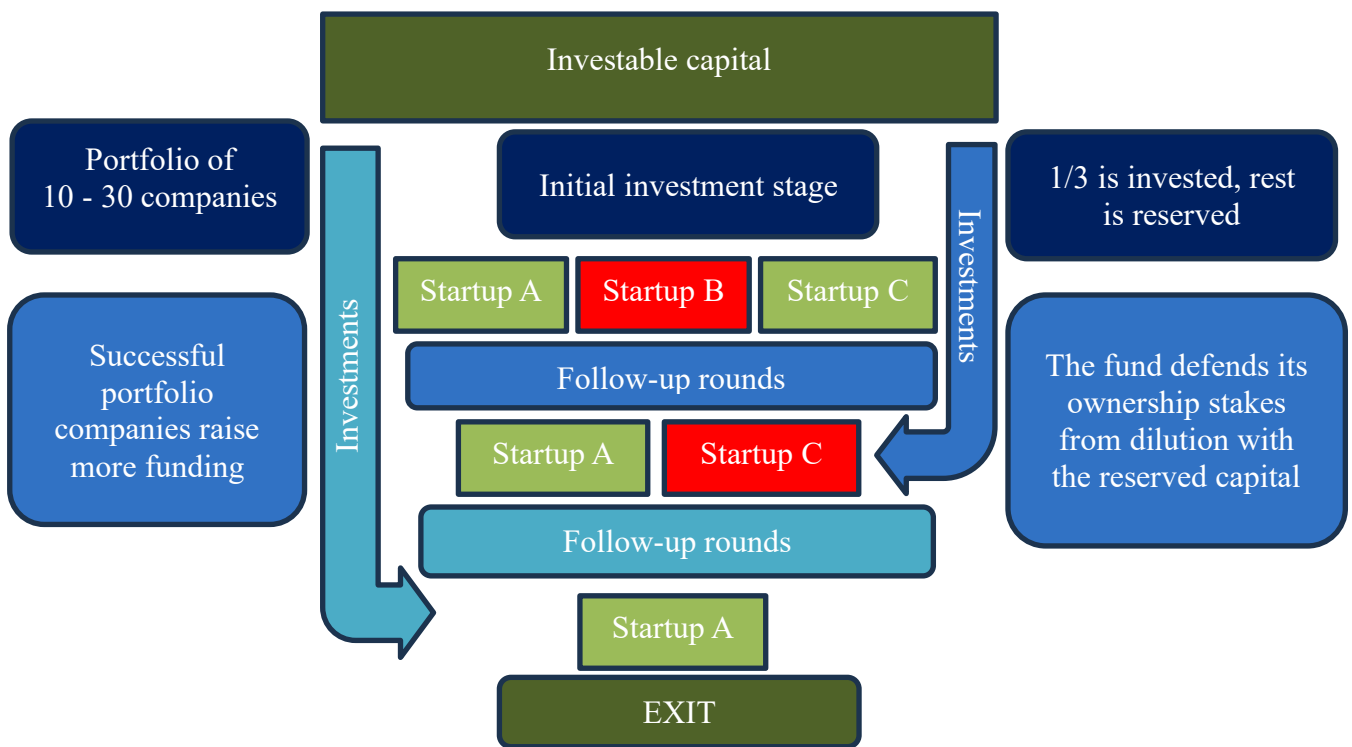 Investable capital
Portfolio of
10 - 30 companies
Initial investment stage
1/3 is invested, rest
is reserved
Investments
Investments
Startup A
Startup B
Startup C
Successful
portfolio
companies raise
more funding
Follow-up rounds
The fund defends its
ownership stakes
from dilution with
the reserved capital
Startup A
Startup C
Follow-up rounds
Startup A
EXIT